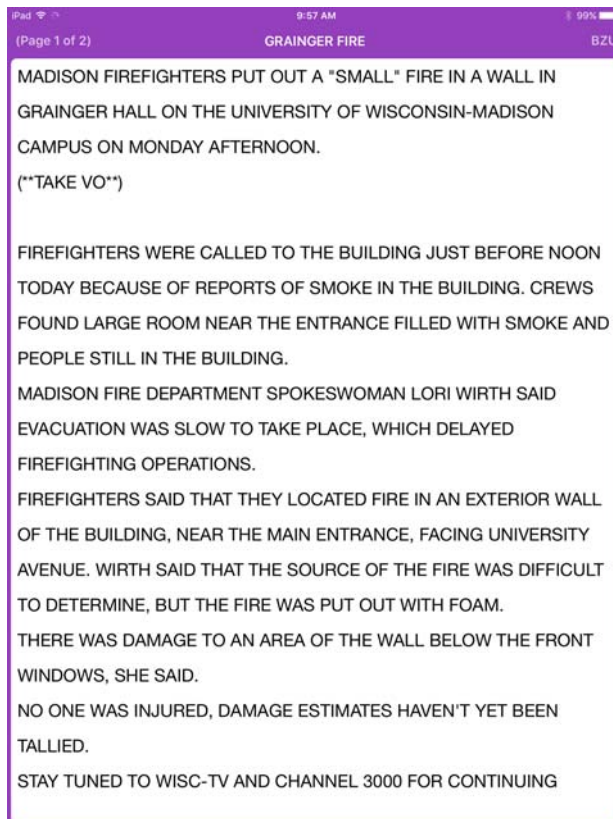 iPad 9:57 AM 99%
(Page 1 of 2) GRAINGER FIRE BZU
MADISON FIREFIGHTERS PUT OUT A "SMALL" FIRE IN A WALL IN
GRAINGER HALL ON THE UNIVERSITY OF WISCONSIN-MADISON
CAMPUS ON MONDAY AFTERNOON.
(**TAKE VO**)
FIREFIGHTERS WERE CALLED TO THE BUILDING JUST BEFORE NOON
TODAY BECAUSE OF REPORTS OF SMOKE IN THE BUILDING. CREWS
FOUND LARGE ROOM NEAR THE ENTRANCE FILLED WITH SMOKE AND
PEOPLE STILL IN THE BUILDING.
MADISON FIRE DEPARTMENT SPOKESWOMAN LORI WIRTH SAID
EVACUATION WAS SLOW TO TAKE PLACE, WHICH DELAYED
FIREFIGHTING OPERATIONS.
FIREFIGHTERS SAID THAT THEY LOCATED FIRE IN AN EXTERIOR WALL
OF THE BUILDING, NEAR THE MAIN ENTRANCE, FACING UNIVERSITY
AVENUE. WIRTH SAID THAT THE SOURCE OF THE FIRE WAS DIFFICULT
TO DETERMINE, BUT THE FIRE WAS PUT OUT WITH FOAM.
THERE WAS DAMAGE TO AN AREA OF THE WALL BELOW THE FRONT
WINDOWS, SHE SAID.
NO ONE WAS INJURED, DAMAGE ESTIMATES HAVEN'T YET BEEN
TALLIED.
STAY TUNED TO WISC-TV AND CHANNEL 3000 FOR CONTINUING